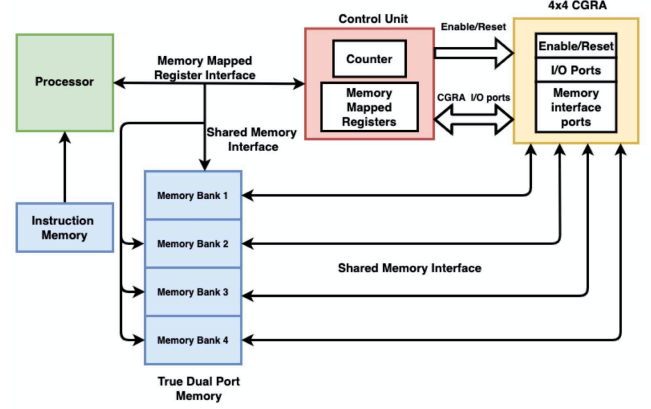 4x4 CGRA
Control Unit
Enable/Reset
Processor
Memory Mapped
Register Interface
Counter
Memory
Mapped
Registers
CGRA I/O ports
Enable/Reset
I/O Ports
Memory
interface
ports
Shared Memory
Interface
Instruction
Memory
Memory Bank 1
Memory Bank 2
Memory Bank 3
Memory Bank 4
Shared Memory Interface
True Dual Port
Memory